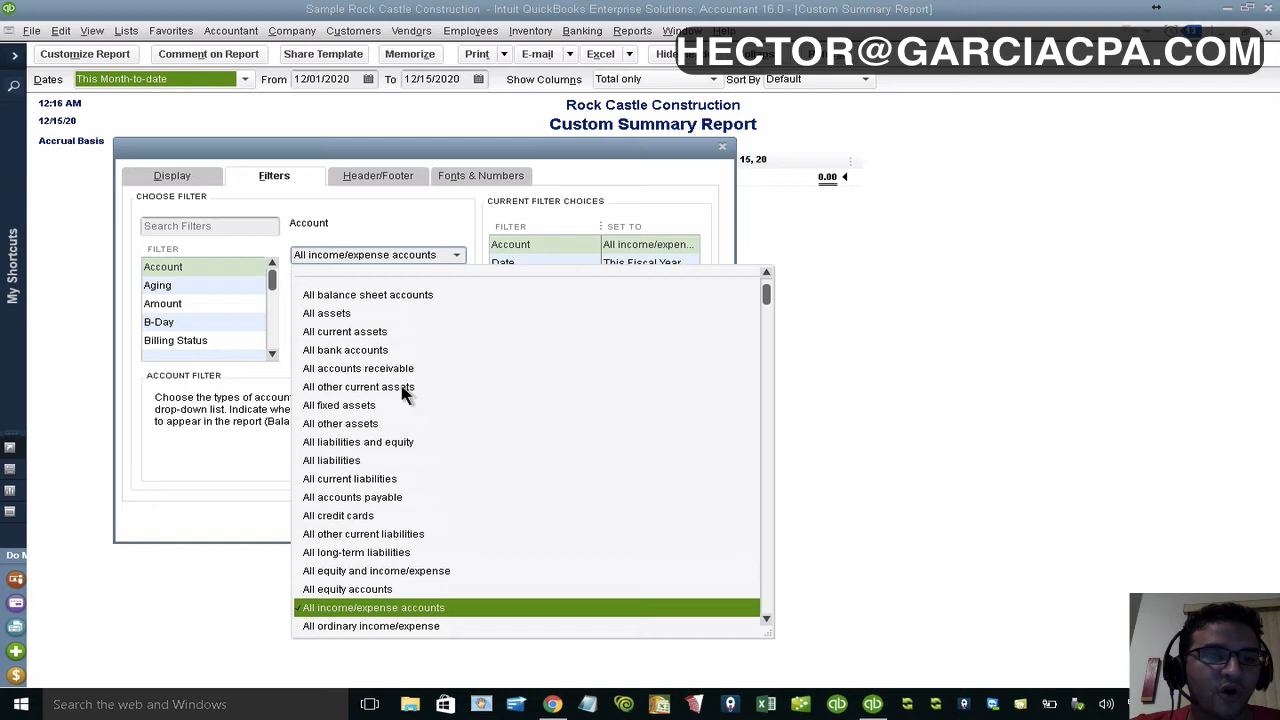 Sample Rock Castle Construction - Intuit QuickBooks Enterprise Solutions: Accountant 16.0 - [Custom Summary Report]
File Edit View Lists Favorites Accountant Company Customers Vendors Employees Inventory Banking Reports Window
HECTOR@GARCIACPA.COM
Customize Report Comment on Report Share Template Memorize Print E-mail Excel
Dates This Month-to-date From 12/01/2020 To 12/15/2020 Show Columns Total only Sort By Default
12:16 AM
12/15/20
Accrual Basis
Rock Castle Construction
Custom Summary Report
15, 20
0.00
My Shortcuts
Display Filters Header/Footer Fonts & Numbers
CHOOSE FILTER
Search Filters
FILTER
Account
Aging
Amount
B-Day
Billing Status
Account
All income/expense accounts
CURRENT FILTER CHOICES
FILTER SET TO
Account All income/expen...
Date This Fiscal Year
ACCOUNT FILTER
Choose the types of accoun
drop-down list. Indicate whe
to appear in the report (Bala
All balance sheet accounts
All assets
All current assets
All bank accounts
All accounts receivable
All other current assets
All fixed assets
All other assets
All liabilities and equity
All liabilities
All current liabilities
All accounts payable
All credit cards
All other current liabilities
All long-term liabilities
All equity and income/expense
All equity accounts
All income/expense accounts
All ordinary income/expense
Do M
Search the web and Windows